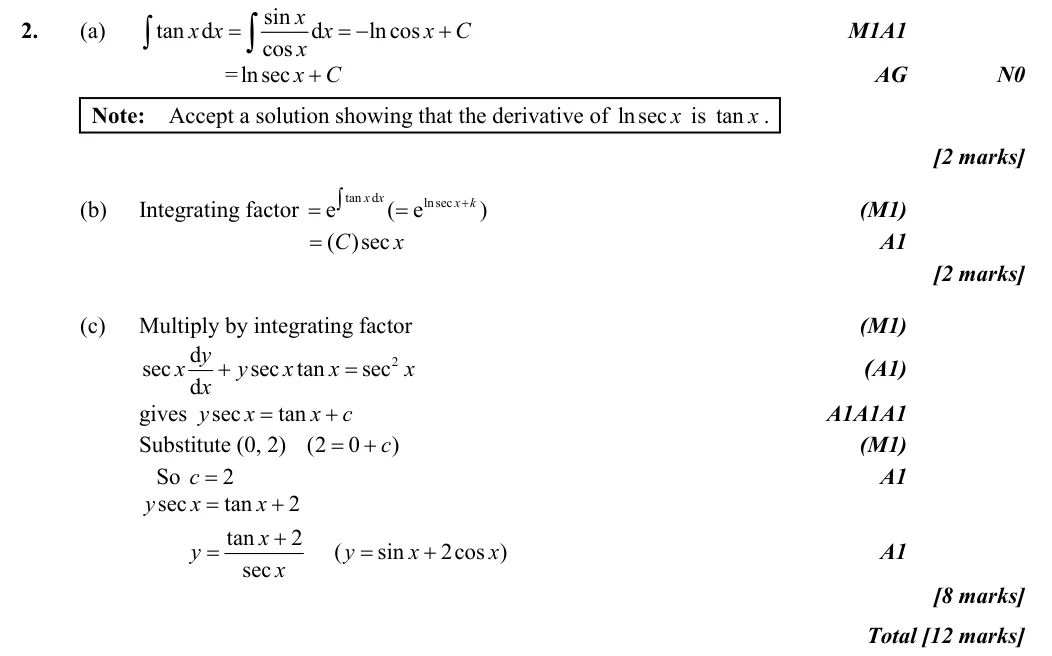 2. (a) ∫ tan x dx = ∫ sin x / cos x dx = −ln cos x + C M1A1
= ln sec x + C AG N0
Note: Accept a solution showing that the derivative of ln sec x is tan x .
[2 marks]
(b) Integrating factor = e^(∫ tan x dx) (= e^(ln sec x + k)) (M1)
= (C) sec x A1
[2 marks]
(c) Multiply by integrating factor (M1)
sec x dy/dx + y sec x tan x = sec² x (A1)
gives y sec x = tan x + c A1A1A1
Substitute (0, 2) (2 = 0 + c) (M1)
So c = 2 A1
y sec x = tan x + 2
y = (tan x + 2) / sec x (y = sin x + 2 cos x) A1
[8 marks]
Total [12 marks]